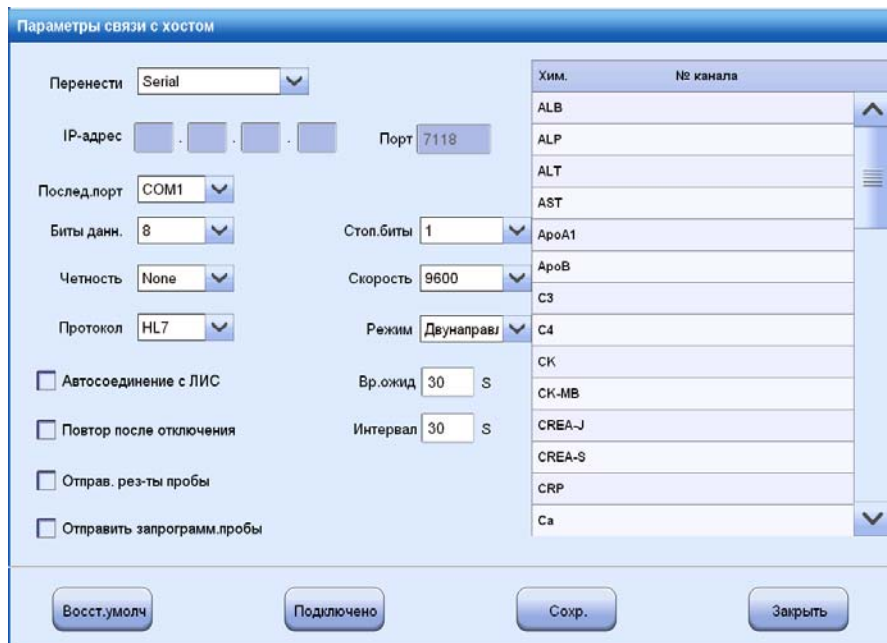 Параметры связи с хостом
Перенести Serial
IP-адрес . . . Порт 7118
Послед.порт COM1
Биты данн. 8 Стоп.биты 1
Четность None Скорость 9600
Протокол HL7 Режим Двунаправл
Автосоединение с ЛИС Вр.ожид 30 S
Повтор после отключения Интервал 30 S
Отправ. рез-ты пробы
Отправить запрограмм.пробы
Хим. № канала
ALB
ALP
ALT
AST
ApoA1
ApoB
C3
C4
CK
CK-MB
CREA-J
CREA-S
CRP
Ca
Восст.умолч Подключено Сохр. Закрыть